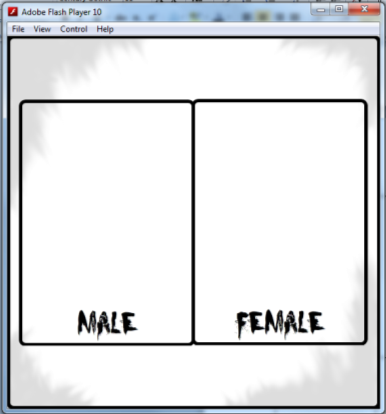 Adobe Flash Player 10
File View Control Help
MALE FEMALE